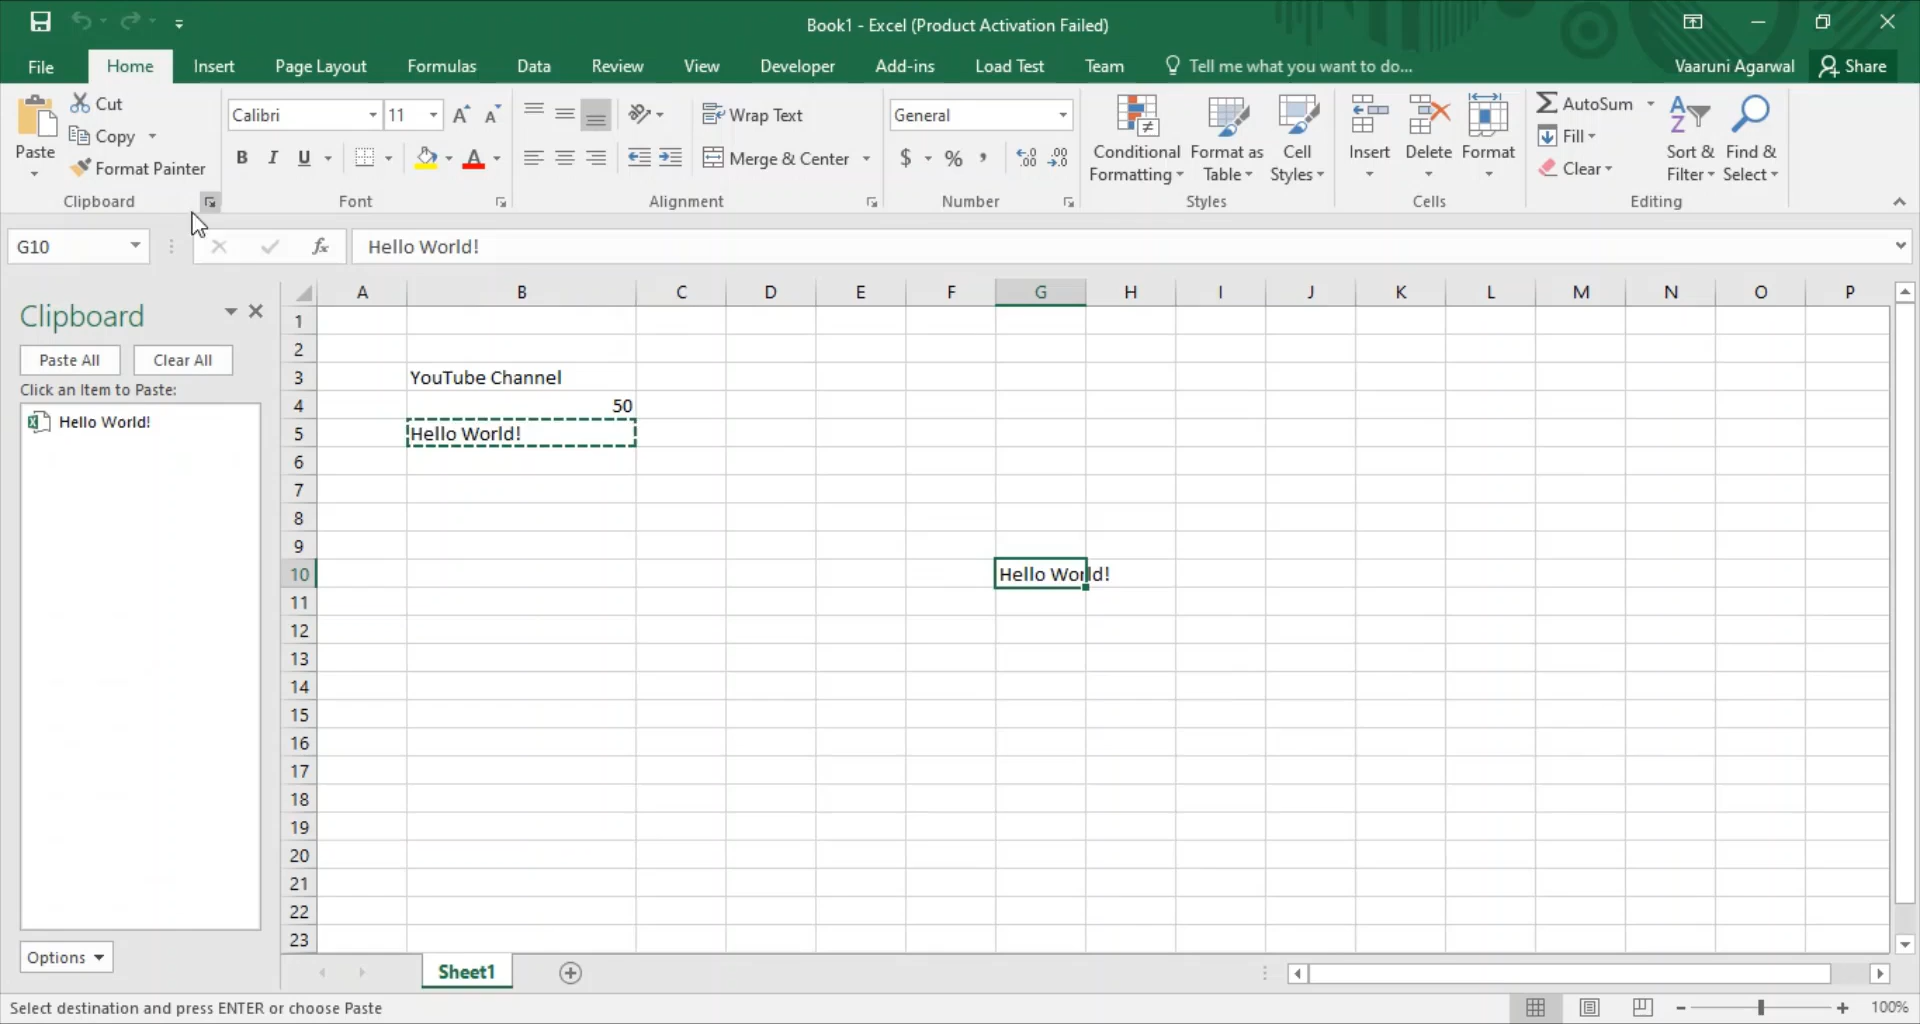 Book1 - Excel (Product Activation Failed)
File Home Insert Page Layout Formulas Data Review View Developer Add-ins Load Test Team Tell me what you want to do... Vaaruni Agarwal Share
Paste
Cut
Copy
Format Painter
Clipboard
Calibri 11
B I U
A
Font
Wrap Text
Merge & Center
Alignment
General
$ % ,
Number
Conditional Formatting
Format as Table
Cell Styles
Styles
Insert
Delete
Format
Cells
AutoSum
Fill
Clear
Sort & Filter
Find & Select
Editing
G10
fx
Hello World!
Clipboard
Paste All Clear All
Click an Item to Paste:
Hello World!
Options
A B C D E F G H I J K L M N O P
1
2
3 YouTube Channel
4 50
5 Hello World!
6
7
8
9
10 Hello World!
11
12
13
14
15
16
17
18
19
20
21
22
23
Sheet1
Select destination and press ENTER or choose Paste
100%